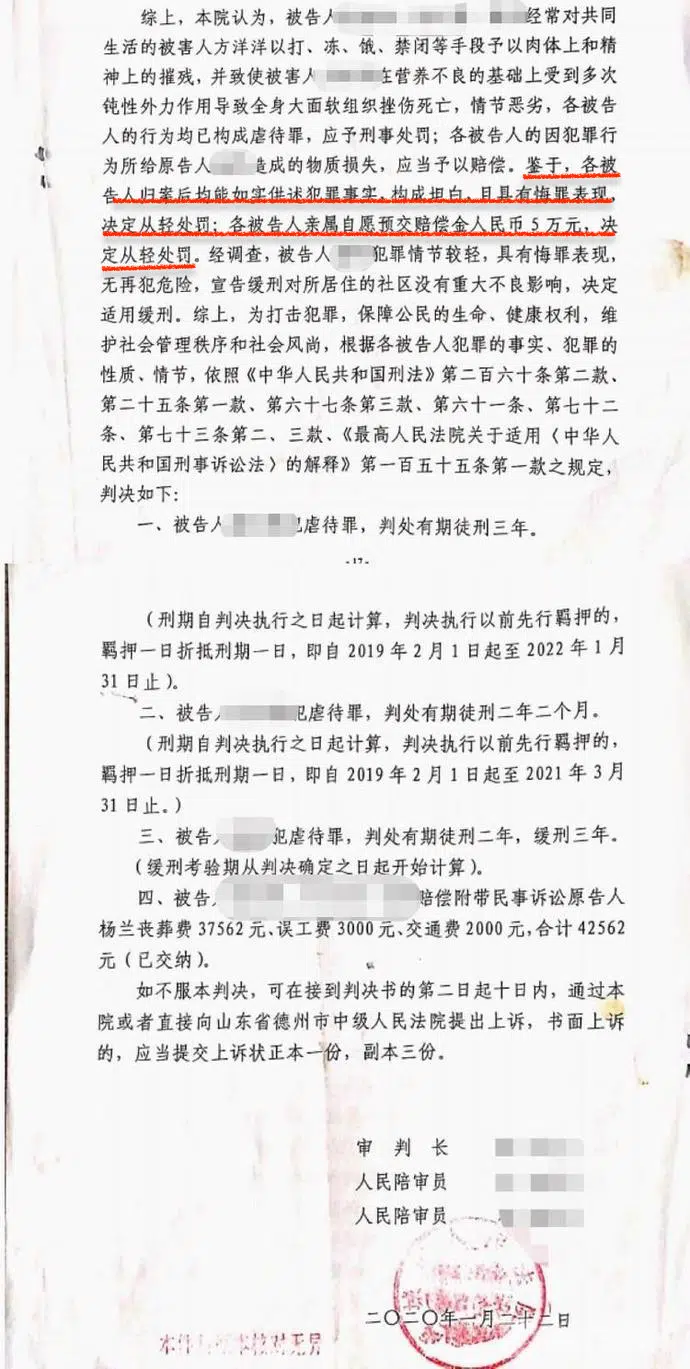 综上，本院认为，被告人
经常对共同
生活的被害人方洋洋以打、冻、饿、禁闭等手段予以肉体上和精
神上的摧残，并致使被害人
在营养不良的基础上受到多次
钝性外力作用导致全身大面软组织挫伤死亡，情节恶劣，各被告
人的行为均已构成虐待罪，应予刑事处罚；各被告人的因犯罪行
为所给原告人
造成的物质损失，应当予以赔偿。鉴于，各被
告人归案后均能如实供述犯罪事实，构成坦白，且具有悔罪表现，
决定从轻处罚；各被告人亲属自愿预交赔偿金人民币5万元，决
定从轻处罚。经调查，被告人
犯罪情节较轻，具有悔罪表现，
无再犯危险，宣告缓刑对所居住的社区没有重大不良影响，决定
适用缓刑。综上，为打击犯罪，保障公民的生命、健康权利，维
护社会管理秩序和社会风尚，根据各被告人犯罪的事实、犯罪的
性质、情节，依照《中华人民共和国刑法》第二百六十条第二款、
第二十五条第一款、第六十七条第三款、第六十一条、第七十二
条、第七十三条第二、三款、《最高人民法院关于适用〈中华人
民共和国刑事诉讼法〉的解释》第一百五十五条第一款之规定，
判决如下：
一、被告人
犯虐待罪，判处有期徒刑三年。
-17-
（刑期自判决执行之日起计算，判决执行以前先行羁押的，
羁押一日折抵刑期一日，即自2019年2月1日起至2022年1月
31日止）。
二、被告人
犯虐待罪，判处有期徒刑二年二个月。
（刑期自判决执行之日起计算，判决执行以前先行羁押的，
羁押一日折抵刑期一日，即自2019年2月1日起至2021年3月
31日止。）
三、被告人
犯虐待罪，判处有期徒刑二年，缓刑三年。
（缓刑考验期从判决确定之日起开始计算）。
四、被告
赔偿附带民事诉讼原告人
杨兰丧葬费37562元、误工费3000元、交通费2000元，合计42562
元（已交纳）。
如不服本判决，可在接到判决书的第二日起十日内，通过本
院或者直接向山东省德州市中级人民法院提出上诉，书面上诉
的，应当提交上诉状正本一份，副本三份。
审 判 长
人民陪审员
人民陪审员
二〇二〇年一月二十二日
本件与原本核对无异